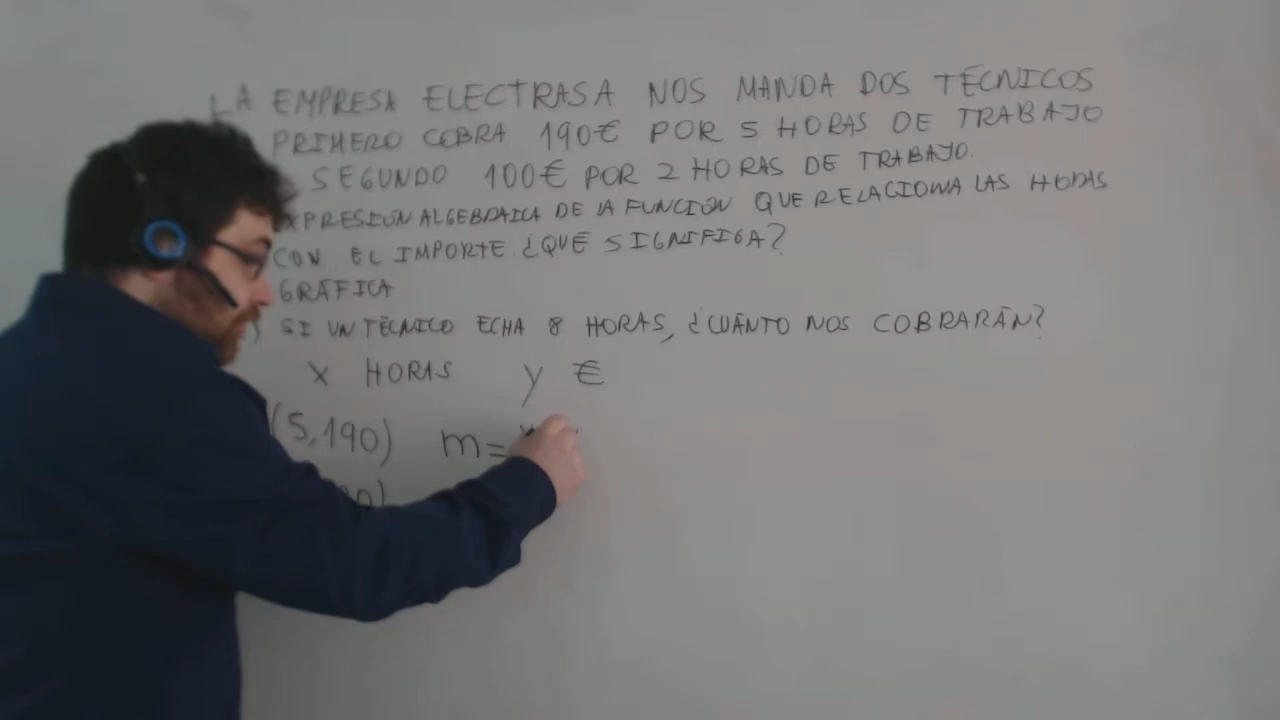 LA EMPRESA ELECTRASA NOS MANDA DOS TÉCNICOS
PRIMERO COBRA 190€ POR 5 HORAS DE TRABAJO
SEGUNDO 100€ POR 2 HORAS DE TRABAJO.
EXPRESIÓN ALGEBRAICA DE LA FUNCIÓN QUE RELACIONA LAS HORAS
CON EL IMPORTE ¿QUÉ SIGNIFIGA?
GRÁFICA
) SI UN TÉCNICO ECHA 8 HORAS, ¿CUÁNTO NOS COBRARÁN?
X HORAS y €
(5,190) m=